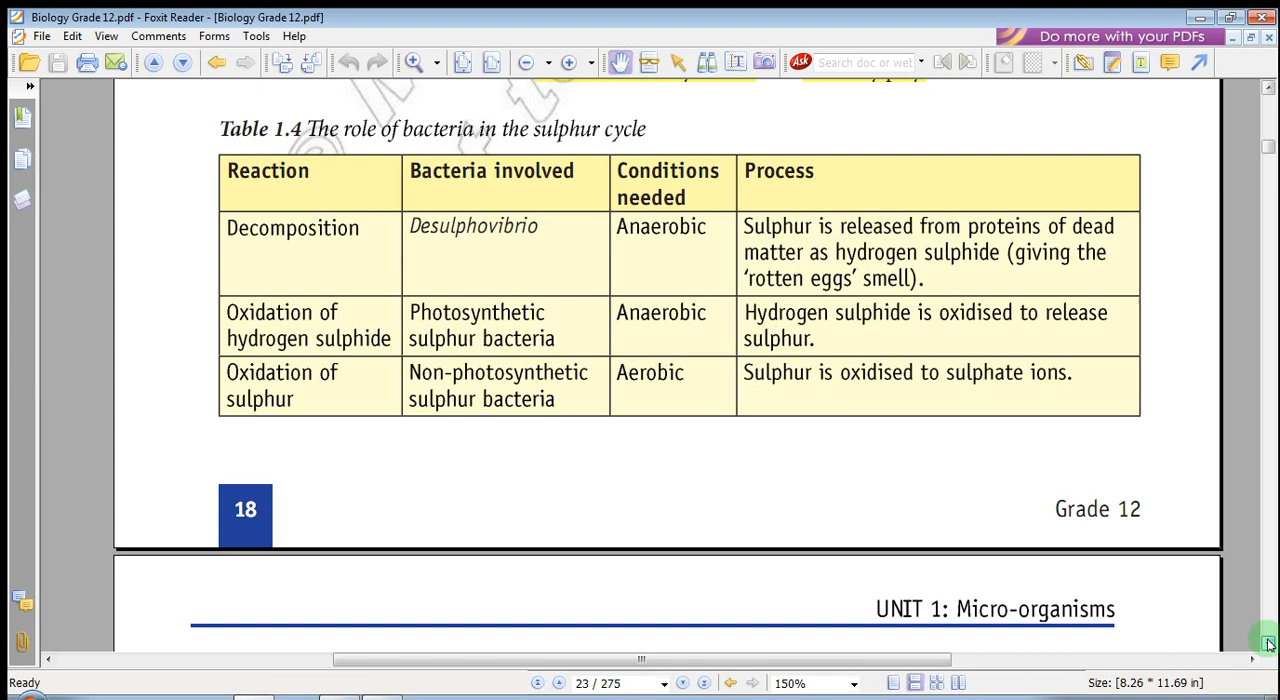 Biology Grade 12.pdf - Foxit Reader - [Biology Grade 12.pdf]
File Edit View Comments Forms Tools Help
Do more with your PDFs
Ask Search doc or wel
Table 1.4 The role of bacteria in the sulphur cycle
Reaction Bacteria involved Conditions needed Process
Decomposition Desulphovibrio Anaerobic Sulphur is released from proteins of dead
matter as hydrogen sulphide (giving the
‘rotten eggs’ smell).
Oxidation of Photosynthetic Anaerobic Hydrogen sulphide is oxidised to release
hydrogen sulphide sulphur bacteria sulphur.
Oxidation of Non-photosynthetic Aerobic Sulphur is oxidised to sulphate ions.
sulphur sulphur bacteria
18 Grade 12
UNIT 1: Micro-organisms
Ready 23 / 275 150% Size: [8.26 * 11.69 in]